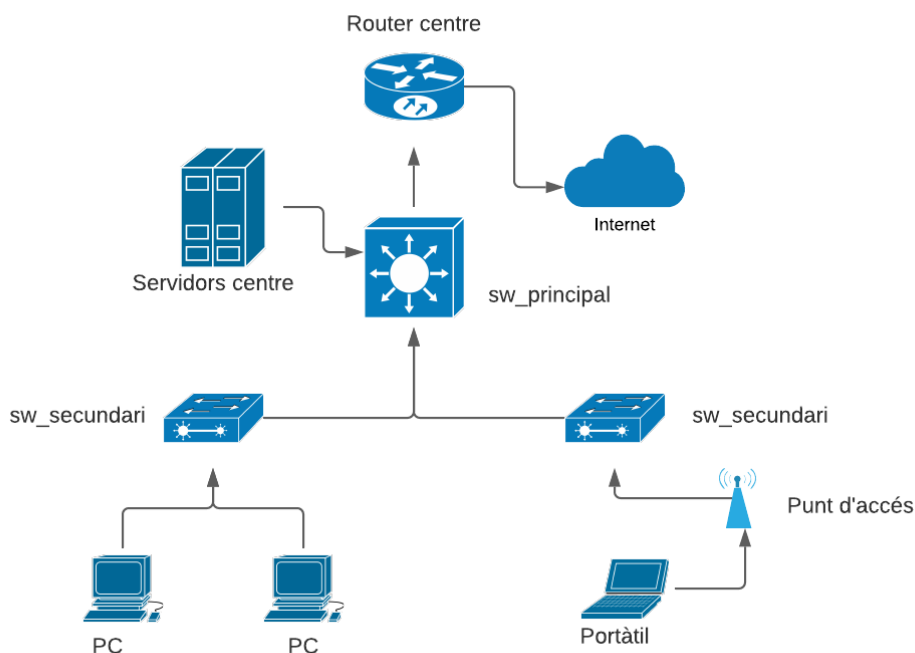 Router centre
Internet
Servidors centre
sw_principal
sw_secundari
sw_secundari
Punt d'accés
PC
PC
Portàtil